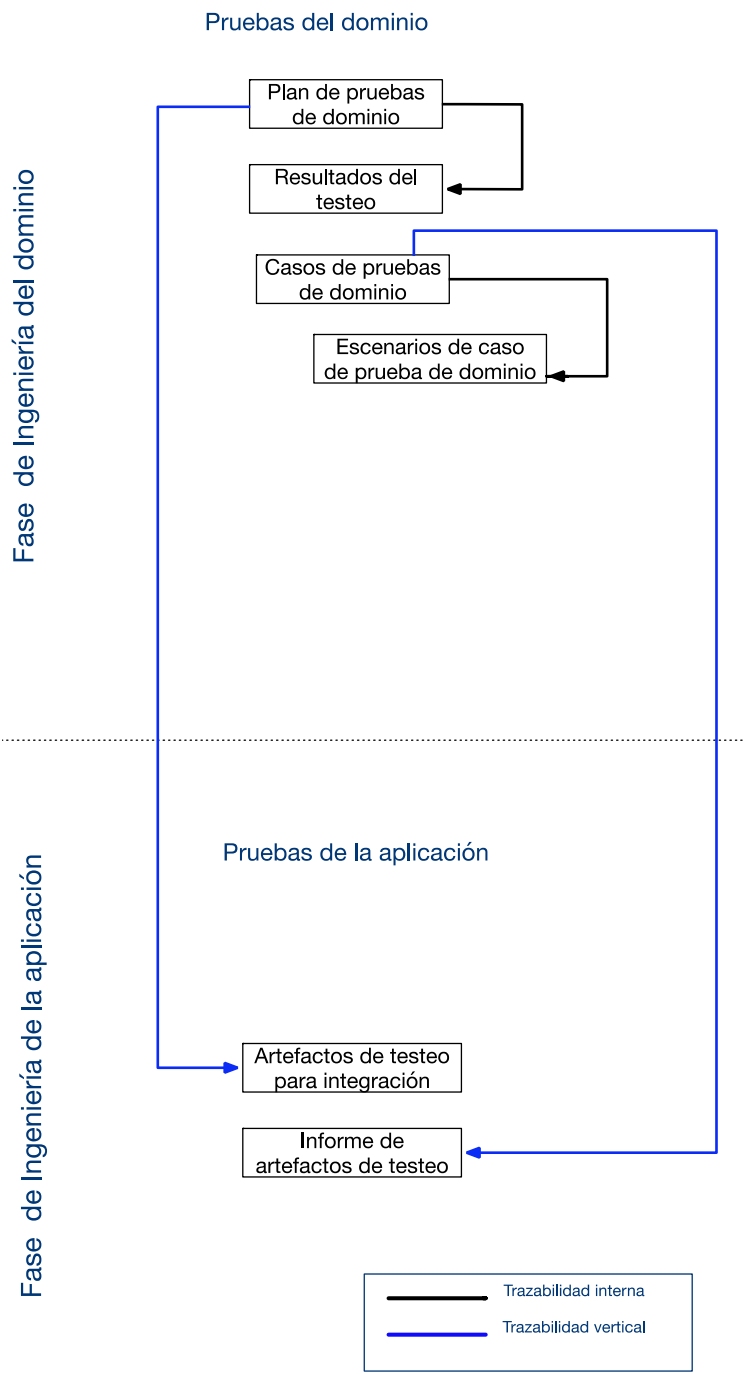 Pruebas del dominio
Plan de pruebas
de dominio
Resultados del
testeo
Casos de pruebas
de dominio
Escenarios de caso
de prueba de dominio
Fase de Ingeniería del dominio
Pruebas de la aplicación
Artefactos de testeo
para integración
Informe de
artefactos de testeo
Fase de Ingeniería de la aplicación
Trazabilidad interna
Trazabilidad vertical